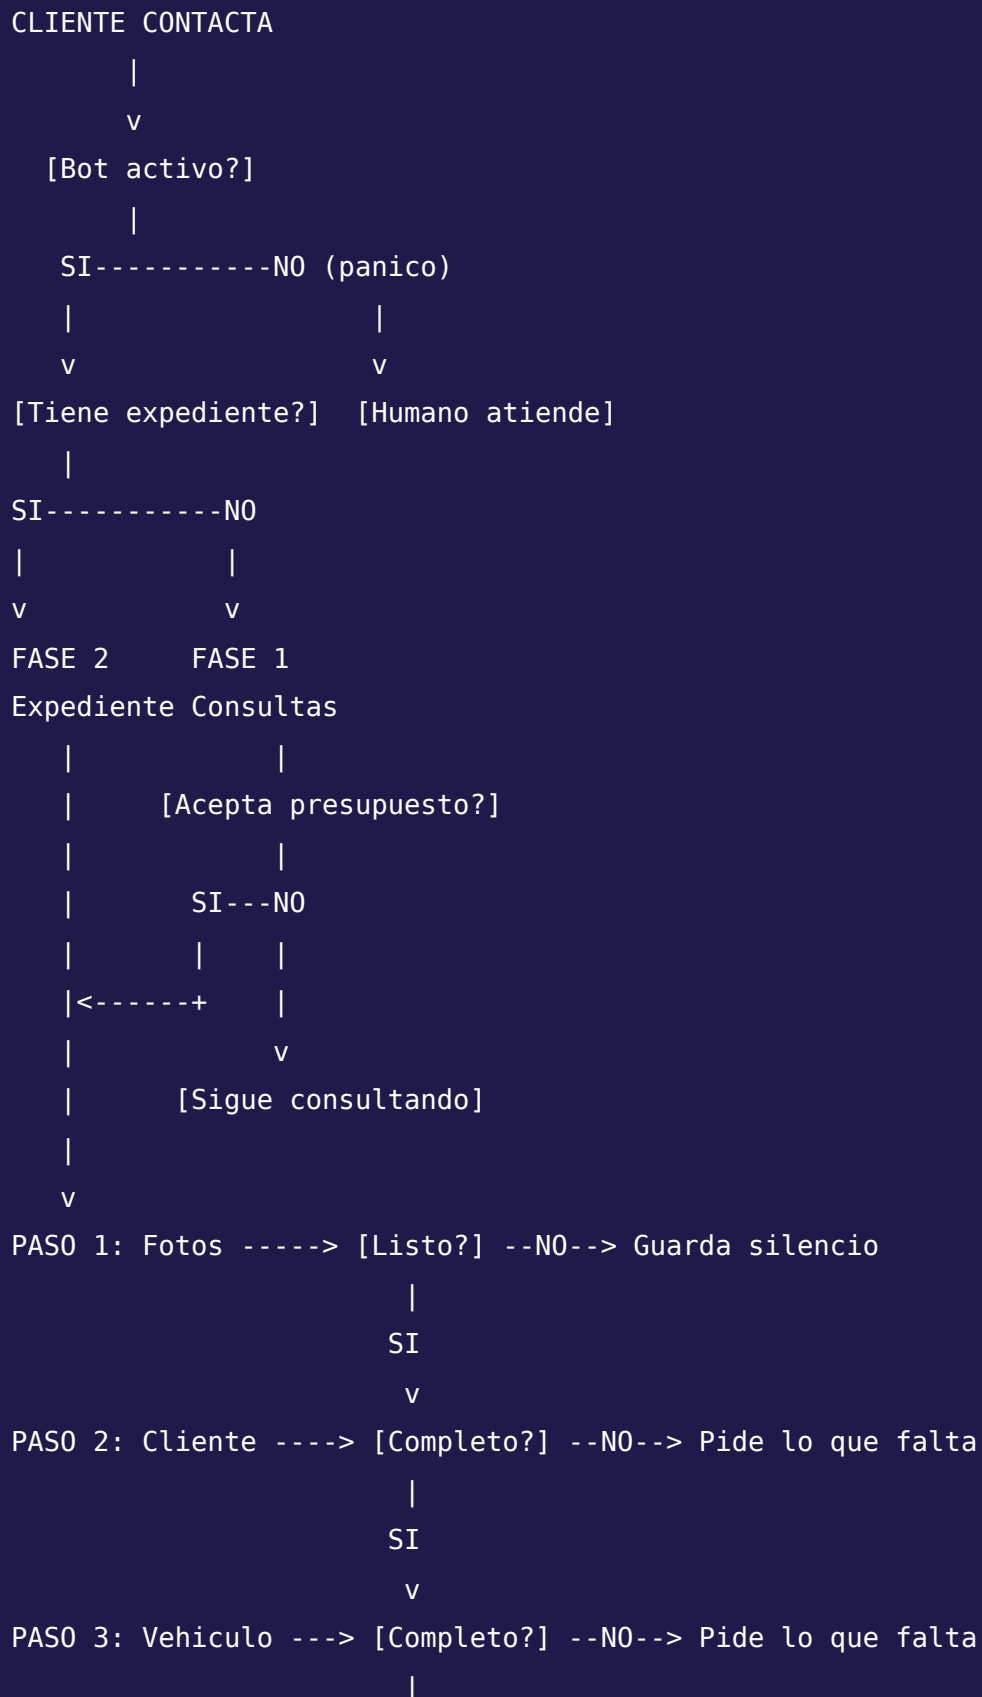 CLIENTE CONTACTA
       |
       v
  [Bot activo?]
       |
   SI-----------NO (panico)
   |                  |
   v                  v
[Tiene expediente?]  [Humano atiende]
   |
SI-----------NO
|            |
v            v
FASE 2     FASE 1
Expediente Consultas
   |            |
   |     [Acepta presupuesto?]
   |            |
   |       SI---NO
   |       |    |
   |<------+    |
   |            v
   |      [Sigue consultando]
   |
   v
PASO 1: Fotos -----> [Listo?] --NO--> Guarda silencio
                        |
                       SI
                        v
PASO 2: Cliente ----> [Completo?] --NO--> Pide lo que falta
                        |
                       SI
                        v
PASO 3: Vehiculo ---> [Completo?] --NO--> Pide lo que falta
                        |